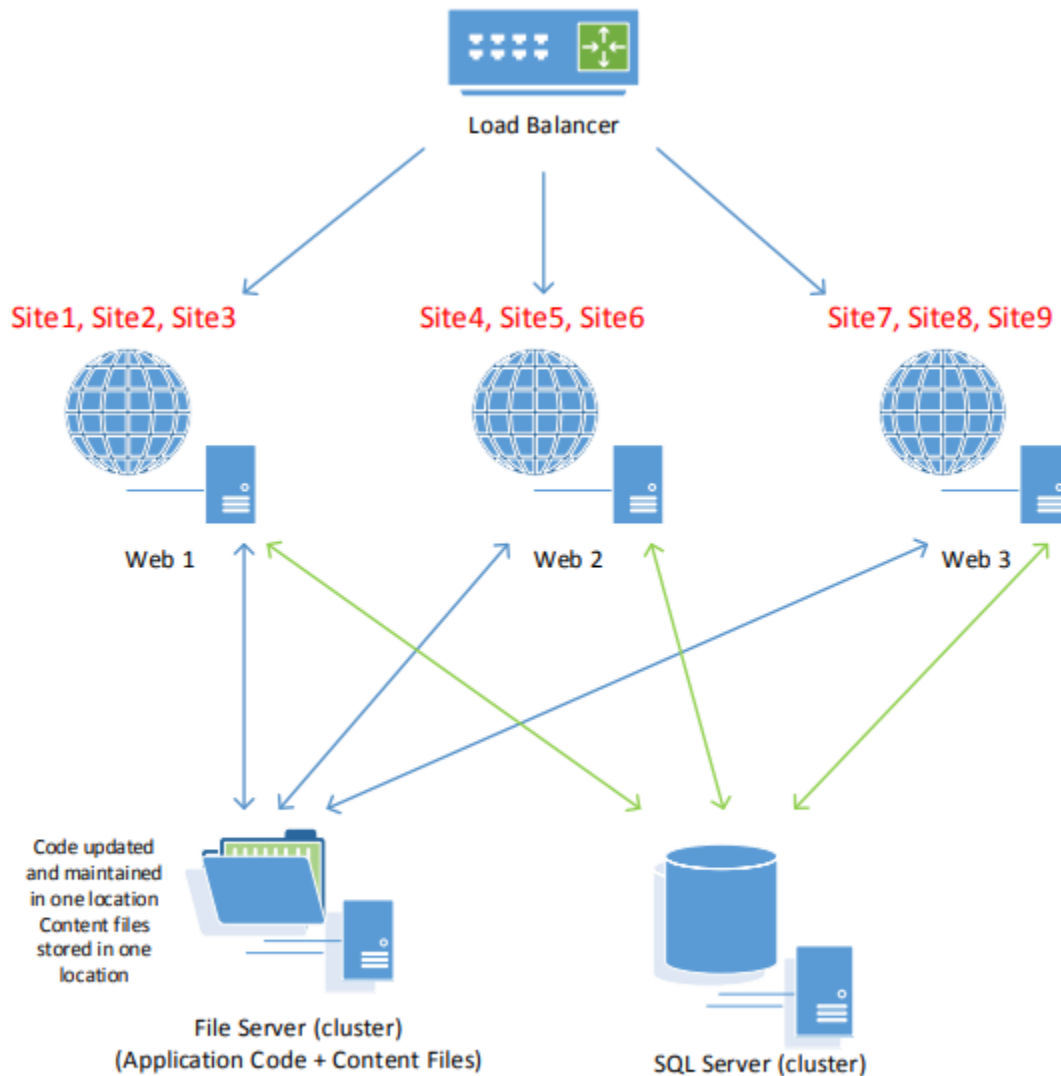 Load Balancer
Site1, Site2, Site3
Site4, Site5, Site6
Site7, Site8, Site9
Web 1
Web 2
Web 3
Code updated
and maintained
in one location
Content files
stored in one
location
File Server (cluster)
(Application Code + Content Files)
SQL Server (cluster)